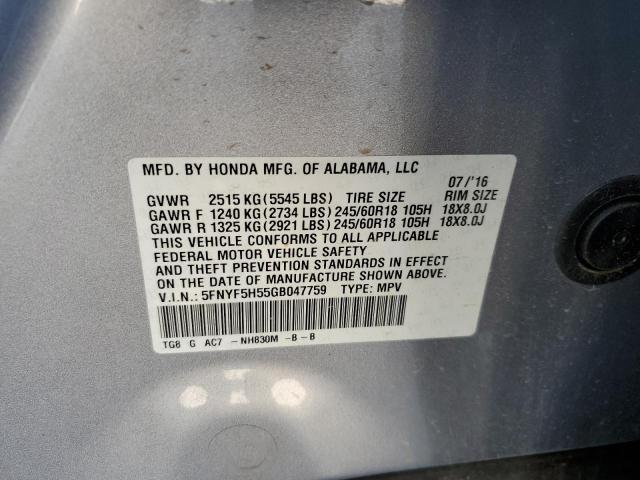 MFD. BY HONDA MFG. OF ALABAMA, LLC
07/'16
GVWR 2515 KG (5545 LBS) TIRE SIZE RIM SIZE
GAWR F 1240 KG (2734 LBS) 245/60R18 105H 18X8.0J
GAWR R 1325 KG (2921 LBS) 245/60R18 105H 18X8.0J
THIS VEHICLE CONFORMS TO ALL APPLICABLE
FEDERAL MOTOR VEHICLE SAFETY
AND THEFT PREVENTION STANDARDS IN EFFECT
ON THE DATE OF MANUFACTURE SHOWN ABOVE.
V.I.N.: 5FNYF5H55GB047759 TYPE: MPV
TG8 G AC7 -NH830M -B-B